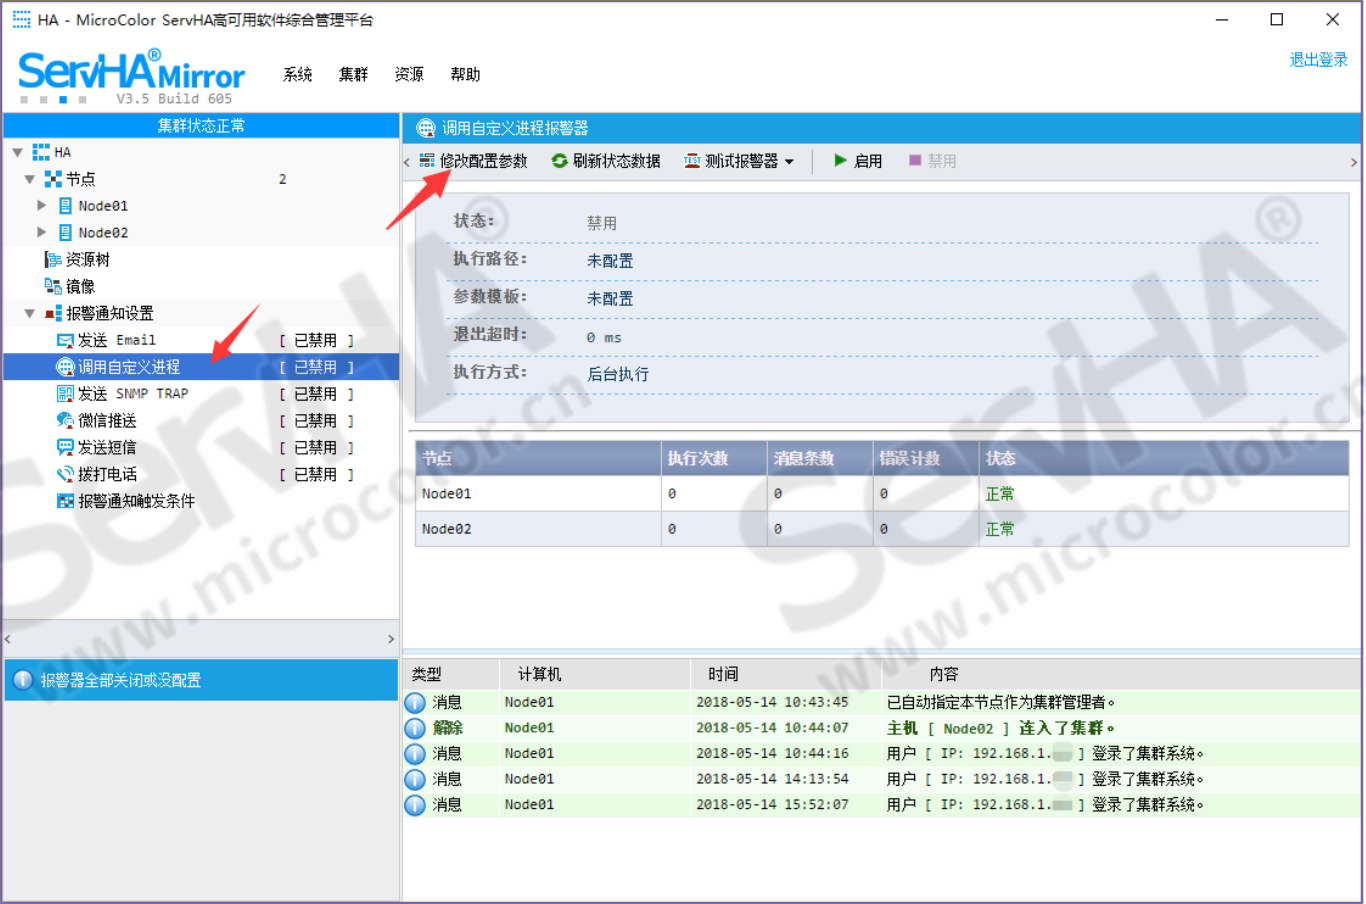 HA - MicroColor ServHA高可用软件综合管理平台
ServHA® Mirror
V3.5 Build 605
系统 集群 资源 帮助
退出登录
集群状态正常
HA
节点 2
Node01
Node02
资源树
镜像
报警通知设置
发送 Email [ 已禁用 ]
调用自定义进程 [ 已禁用 ]
发送 SNMP TRAP [ 已禁用 ]
微信推送 [ 已禁用 ]
发送短信 [ 已禁用 ]
拨打电话 [ 已禁用 ]
报警通知触发条件
报警器全部关闭或没配置
调用自定义进程报警器
修改配置参数 刷新状态数据 TEST 测试报警器 启用 禁用
状态: 禁用
执行路径: 未配置
参数模板: 未配置
退出超时: 0 ms
执行方式: 后台执行
节点 执行次数 消息条数 错误计数 状态
Node01 0 0 0 正常
Node02 0 0 0 正常
类型 计算机 时间 内容
消息 Node01 2018-05-14 10:43:45 已自动指定本节点作为集群管理者。
解除 Node01 2018-05-14 10:44:07 主机 [ Node02 ] 连入了集群。
消息 Node01 2018-05-14 10:44:16 用户 [ IP: 192.168.1. ] 登录了集群系统。
消息 Node01 2018-05-14 14:13:54 用户 [ IP: 192.168.1. ] 登录了集群系统。
消息 Node01 2018-05-14 15:52:07 用户 [ IP: 192.168.1. ] 登录了集群系统。
ServHA®
www.microcolor.cn
ServHA®
www.microcolor.cn